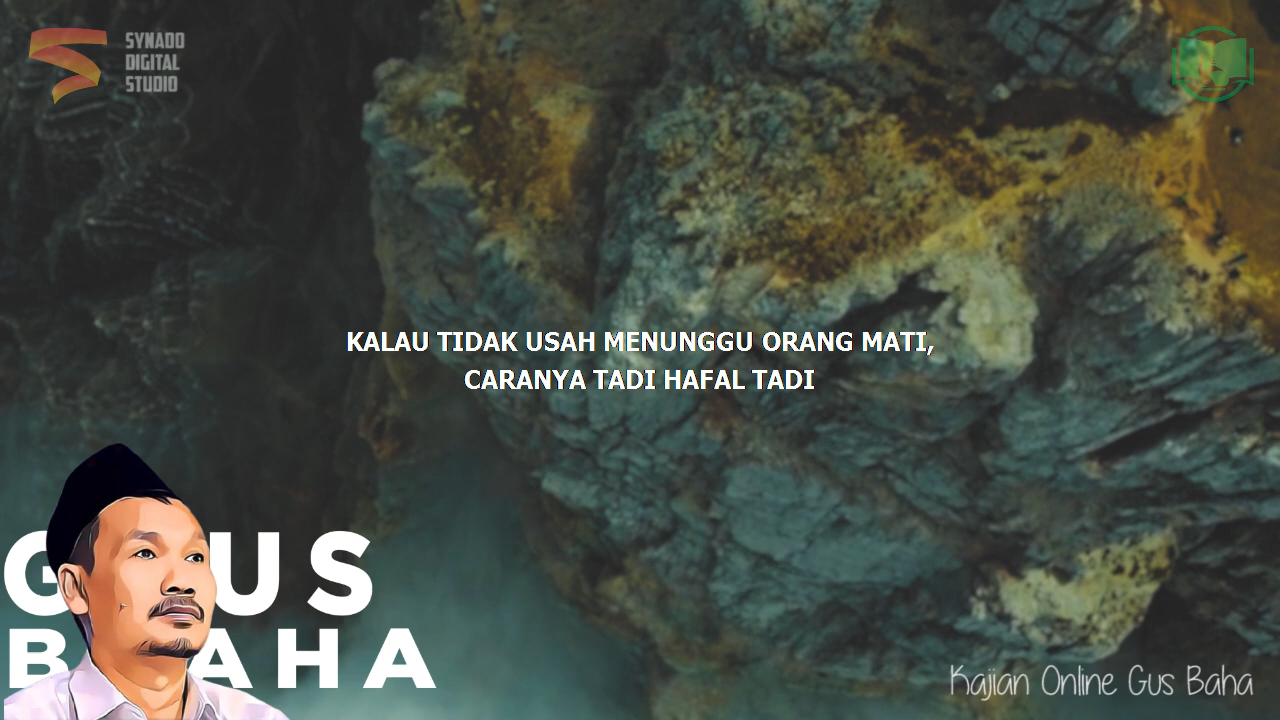 SYNADO
DIGITAL
STUDIO
KALAU TIDAK USAH MENUNGGU ORANG MATI,
CARANYA TADI HAFAL TADI
GUS
BAHA
Kajian Online Gus Baha